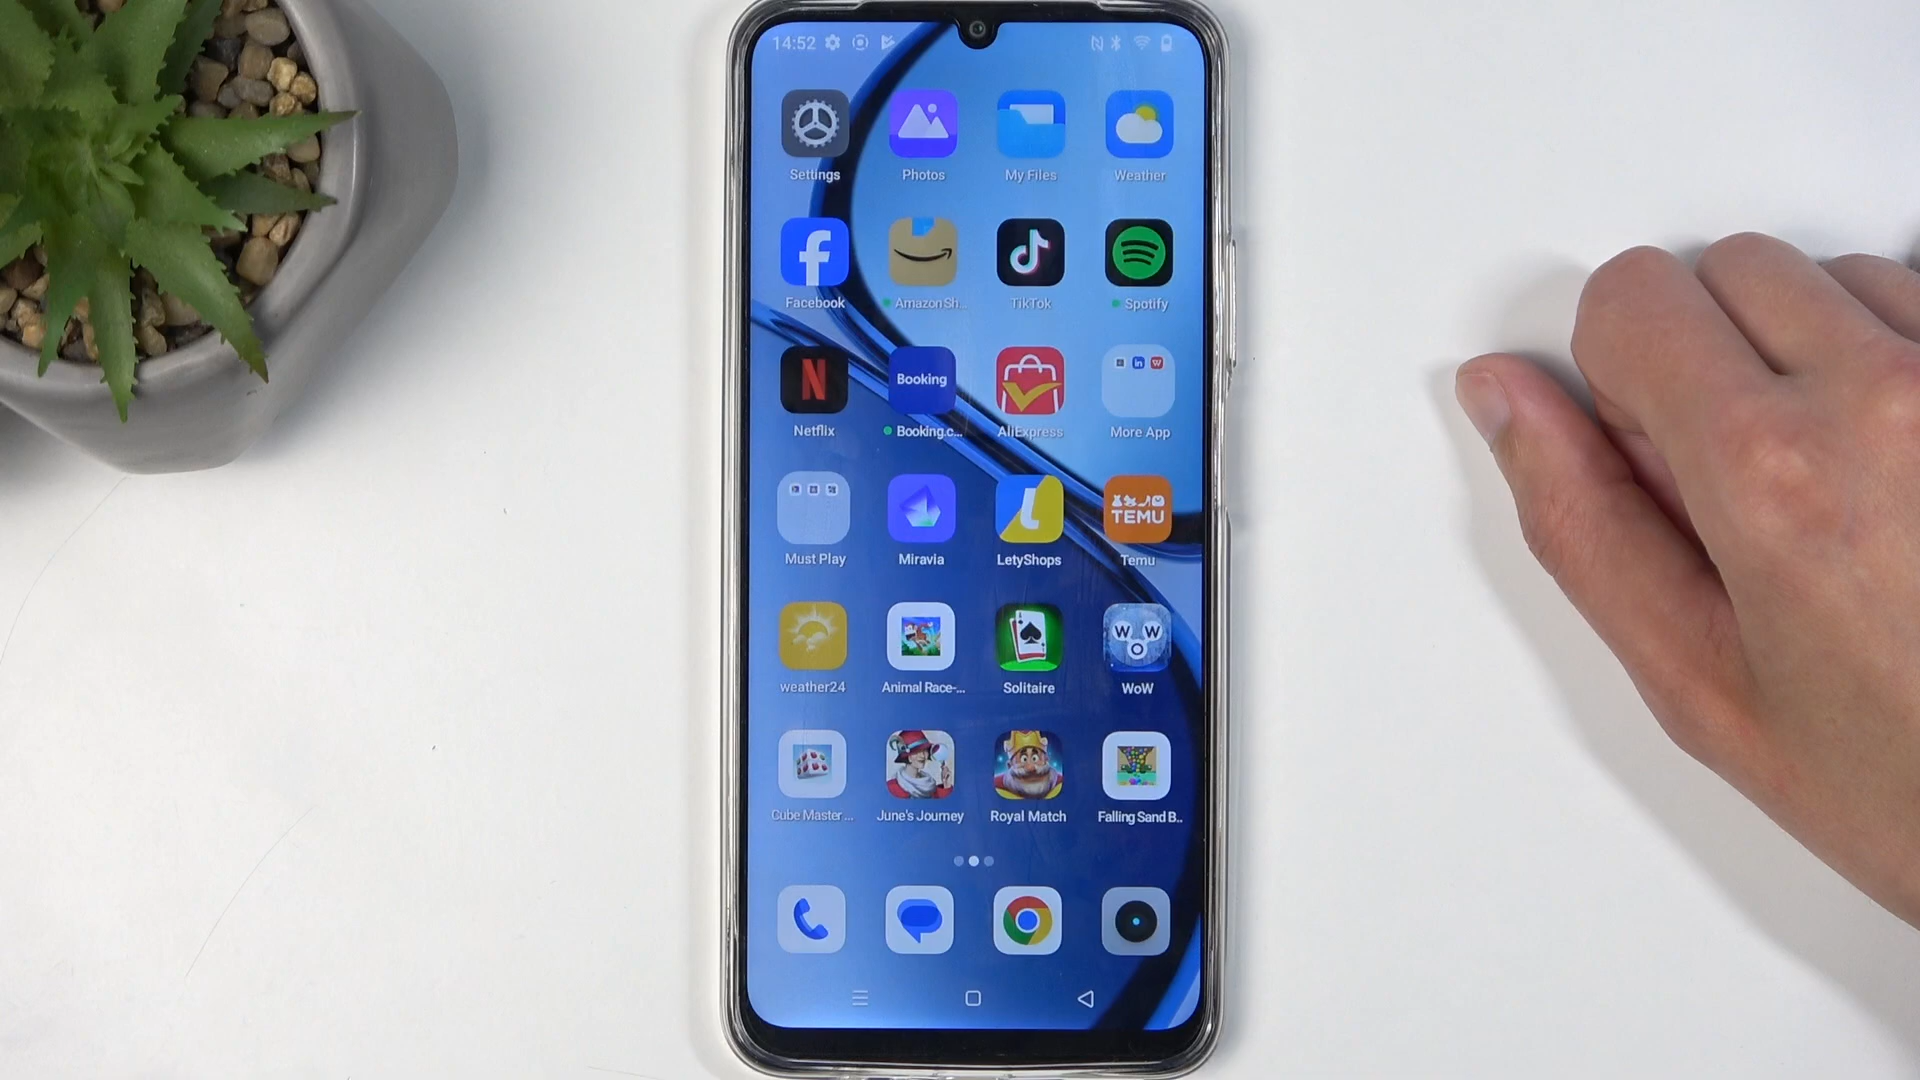 14:52
Settings Photos My Files Weather
Facebook Amazon Sh... TikTok Spotify
Booking
Netflix Booking.c... AliExpress More App
TEMU
Must Play Miravia LetyShops Temu
W W
O
weather24 Animal Race-... Solitaire WoW
Cube Master ... June's Journey Royal Match Falling Sand B..